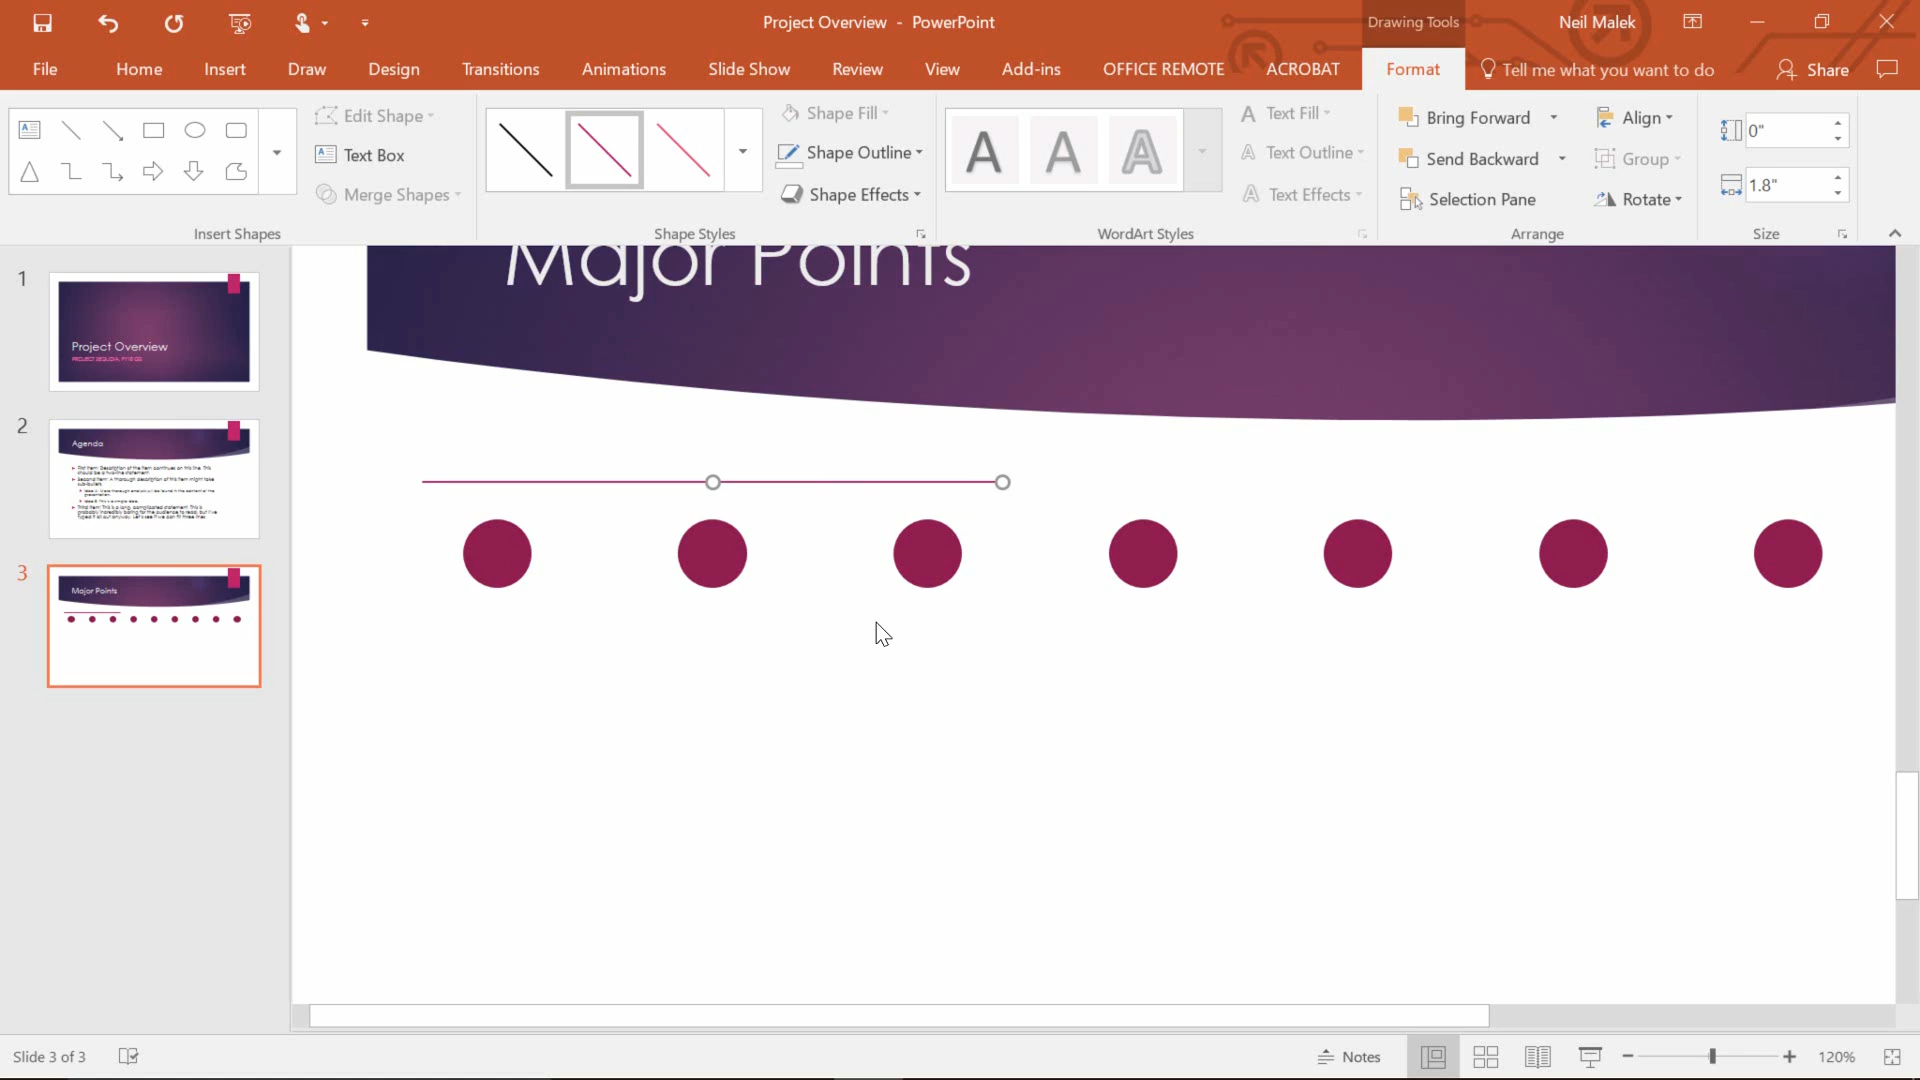 Project Overview - PowerPoint
Drawing Tools
Neil Malek
File
Home
Insert
Draw
Design
Transitions
Animations
Slide Show
Review
View
Add-ins
OFFICE REMOTE
ACROBAT
Format
Tell me what you want to do
Share
Edit Shape
Text Box
Merge Shapes
Insert Shapes
Shape Fill
Shape Outline
Shape Effects
Shape Styles
A
A
A
Text Fill
Text Outline
Text Effects
WordArt Styles
Bring Forward
Send Backward
Selection Pane
Align
Group
Rotate
Arrange
0"
1.8"
Size
1
Project Overview
2
Agenda
3
Major Points
Major Points
Slide 3 of 3
Notes
120%